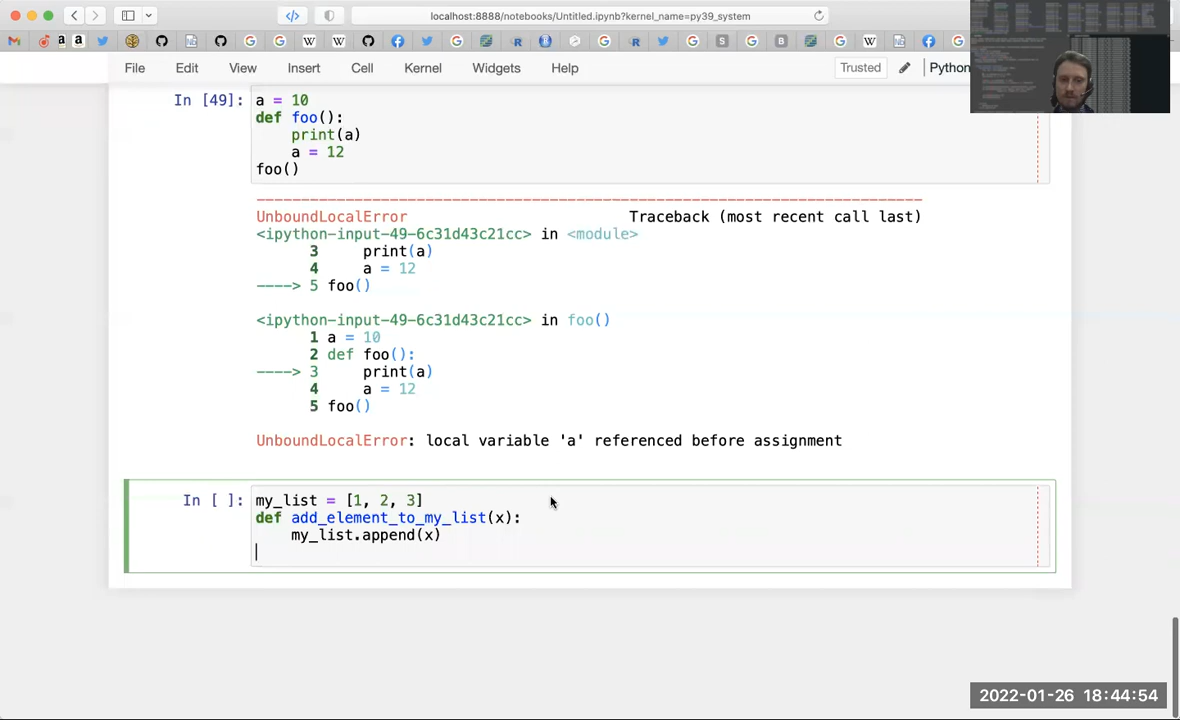 localhost:8888/notebooks/Untitled.ipynb?kernel_name=py39_system
File Edit View Insert Cell Kernel Widgets Help Trusted Python
In [49]: a = 10
def foo():
    print(a)
    a = 12
foo()
UnboundLocalError Traceback (most recent call last)
<ipython-input-49-6c31d43c21cc> in <module>
      3     print(a)
      4     a = 12
----> 5 foo()
<ipython-input-49-6c31d43c21cc> in foo()
      1 a = 10
      2 def foo():
----> 3     print(a)
      4     a = 12
      5 foo()
UnboundLocalError: local variable 'a' referenced before assignment
In [ ]: my_list = [1, 2, 3]
def add_element_to_my_list(x):
    my_list.append(x)
2022-01-26 18:44:54